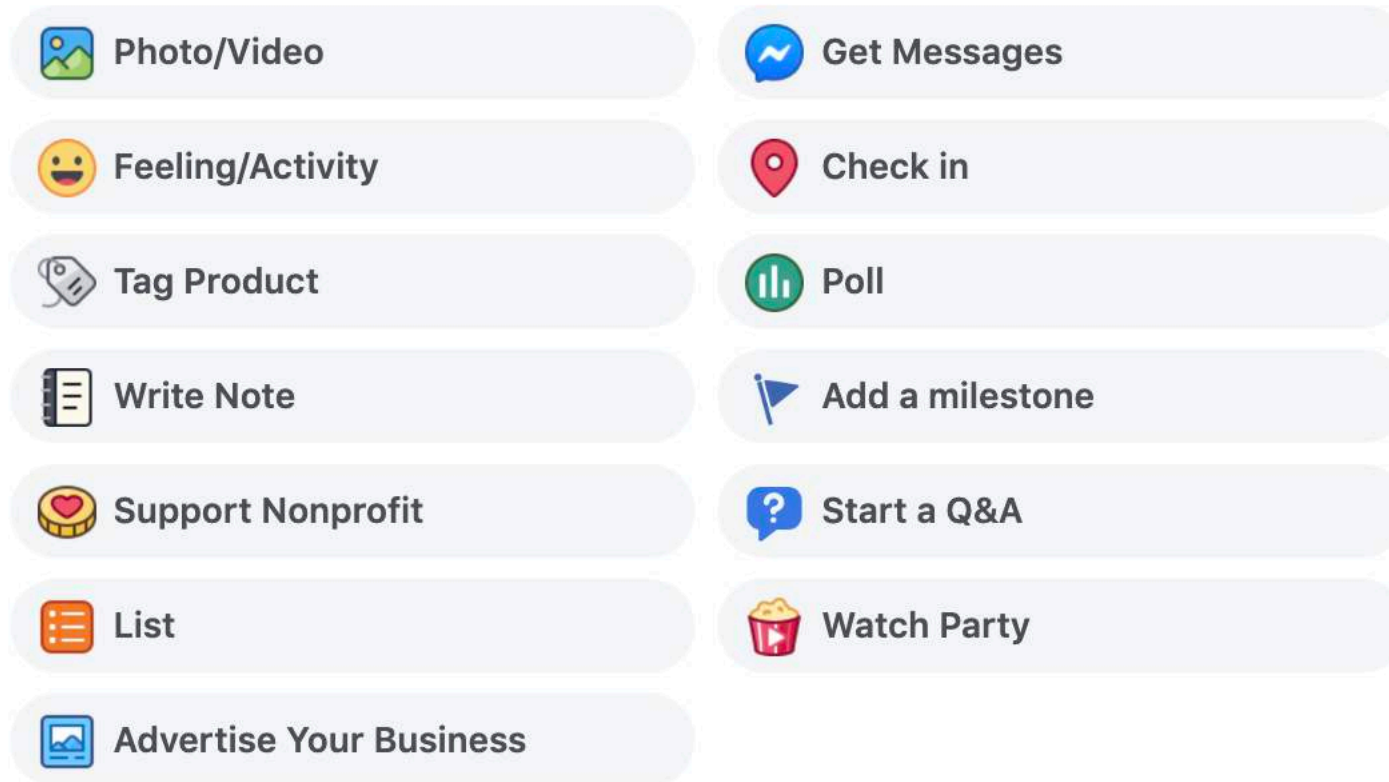 Photo/Video
Get Messages
Feeling/Activity
Check in
Tag Product
Poll
Write Note
Add a milestone
Support Nonprofit
Start a Q&A
List
Watch Party
Advertise Your Business